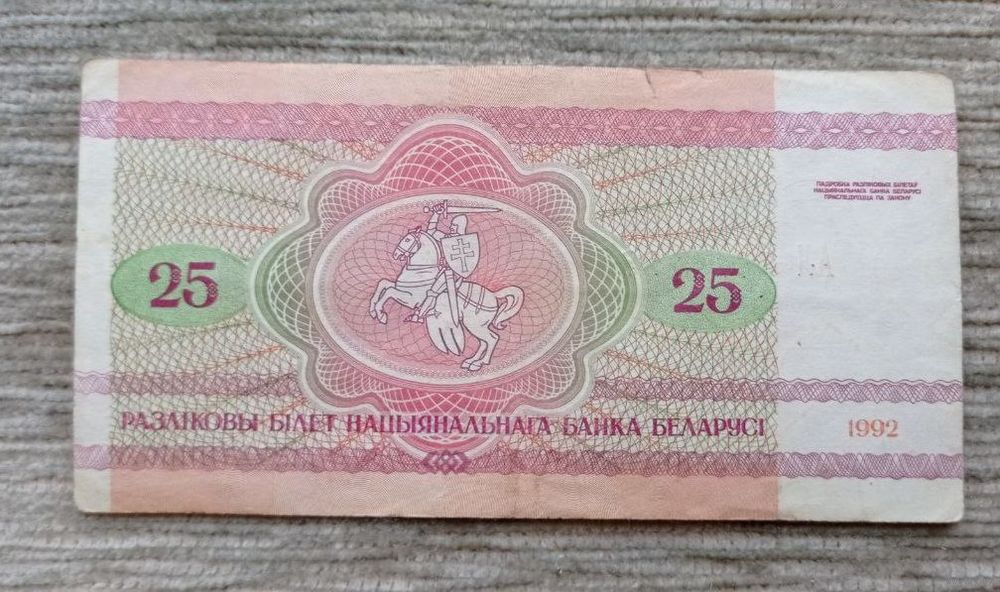 ПАДРОБКА РАЗЛІКОВЫХ БІЛЕТАЎ
НАЦЫЯНАЛЬНАГА БАНКА БЕЛАРУСІ
ПРАСЛЕДУЕЦЦА ПА ЗАКОНУ
25
25
РАЗЛІКОВЫ БІЛЕТ НАЦЫЯНАЛЬНАГА БАНКА БЕЛАРУСІ
1992